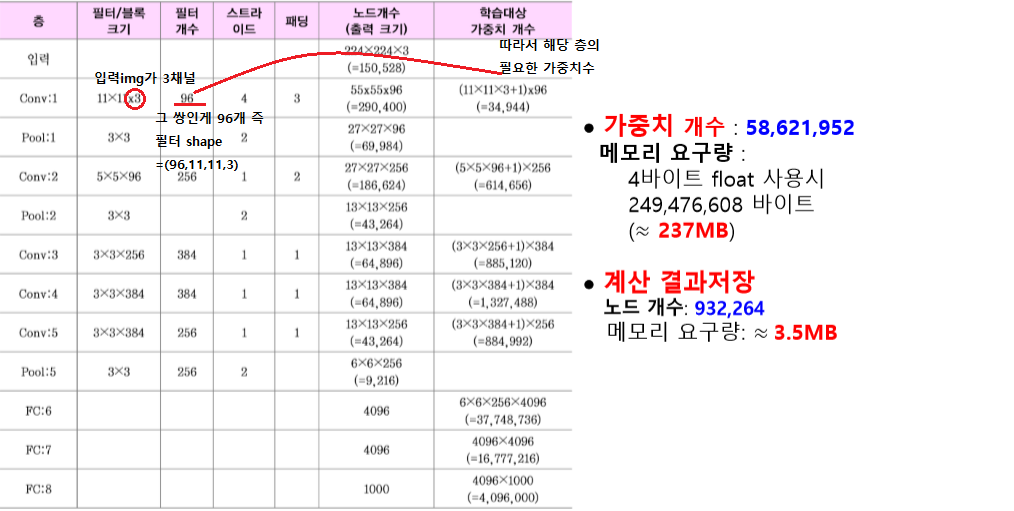 층 필터/블록 크기 필터 개수 스트라이드 패딩 노드개수 (출력 크기) 학습대상 가중치 개수
입력 224×224×3 (=150,528)
따라서 해당 층의
필요한 가중치수
입력img가 3채널
Conv:1 11×11x3 96 4 3 55x55x96 (=290,400) (11×11×3+1)x96 (=34,944)
그 쌍인게 96개 즉
필터 shape
=(96,11,11,3)
Pool:1 3×3 2 27×27×96 (=69,984)
Conv:2 5×5×96 256 1 2 27×27×256 (=186,624) (5×5×96+1)×256 (=614,656)
Pool:2 3×3 2 13×13×256 (=43,264)
Conv:3 3×3×256 384 1 1 13×13×384 (=64,896) (3×3×256+1)×384 (=885,120)
Conv:4 3×3×384 384 1 1 13×13×384 (=64,896) (3×3×384+1)×384 (=1,327,488)
Conv:5 3×3×384 256 1 1 13×13×256 (=43,264) (3×3×384+1)×256 (=884,992)
Pool:5 3×3 256 2 6×6×256 (=9,216)
FC:6 4096 6×6×256×4096 (=37,748,736)
FC:7 4096 4096×4096 (=16,777,216)
FC:8 1000 4096×1000 (=4,096,000)
● 가중치 개수 : 58,621,952
메모리 요구량 :
4바이트 float 사용시
249,476,608 바이트
(≈ 237MB)
● 계산 결과저장
노드 개수: 932,264
메모리 요구량: ≈ 3.5MB